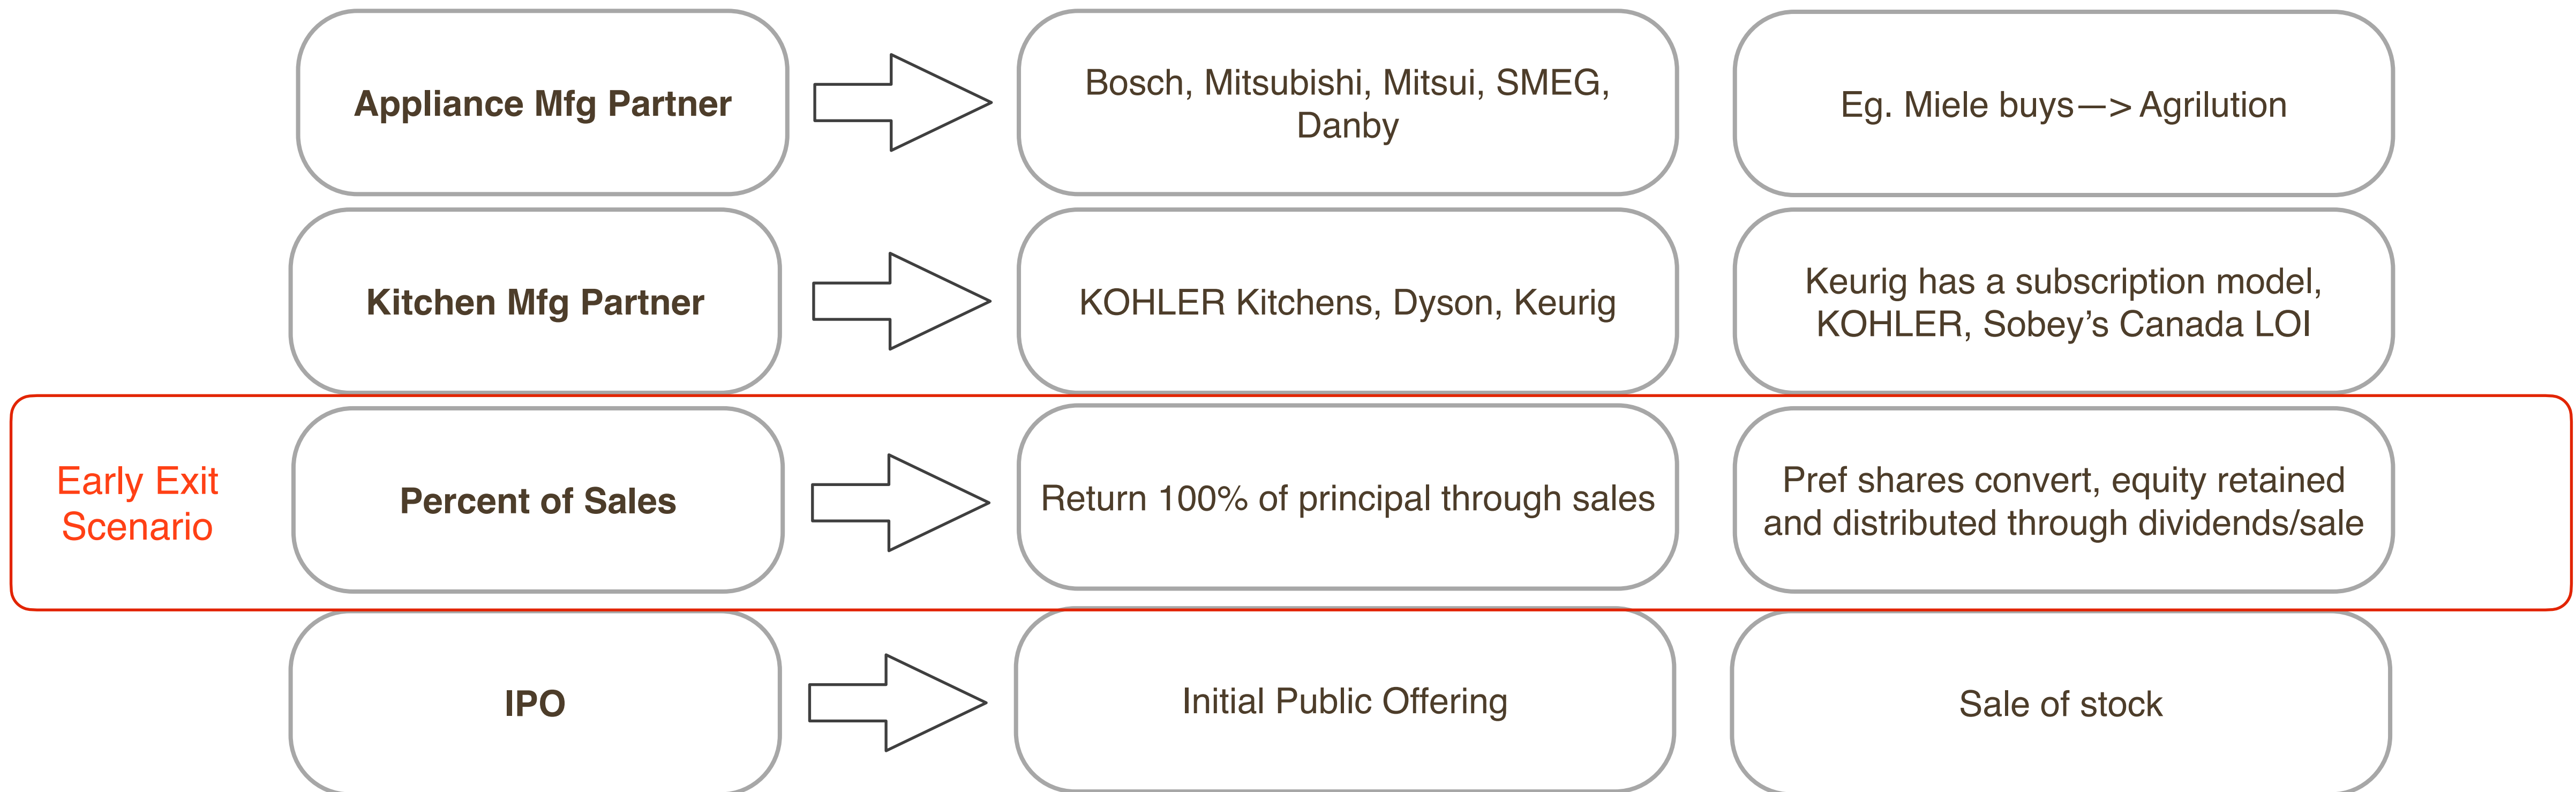 Appliance Mfg Partner
Bosch, Mitsubishi, Mitsui, SMEG,
Danby
Eg. Miele buys—> Agrilution
Kitchen Mfg Partner
KOHLER Kitchens, Dyson, Keurig
Keurig has a subscription model,
KOHLER, Sobey’s Canada LOI
Early Exit
Scenario
Percent of Sales
Return 100% of principal through sales
Pref shares convert, equity retained
and distributed through dividends/sale
IPO
Initial Public Offering
Sale of stock